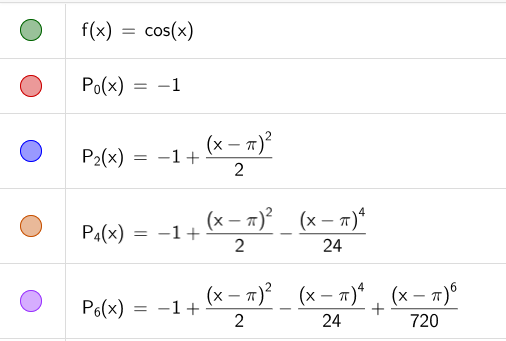 f(x) = cos(x)
P₀(x) = −1
P₂(x) = −1 + (x − π)²/2
P₄(x) = −1 + (x − π)²/2 − (x − π)⁴/24
P₆(x) = −1 + (x − π)²/2 − (x − π)⁴/24 + (x − π)⁶/720